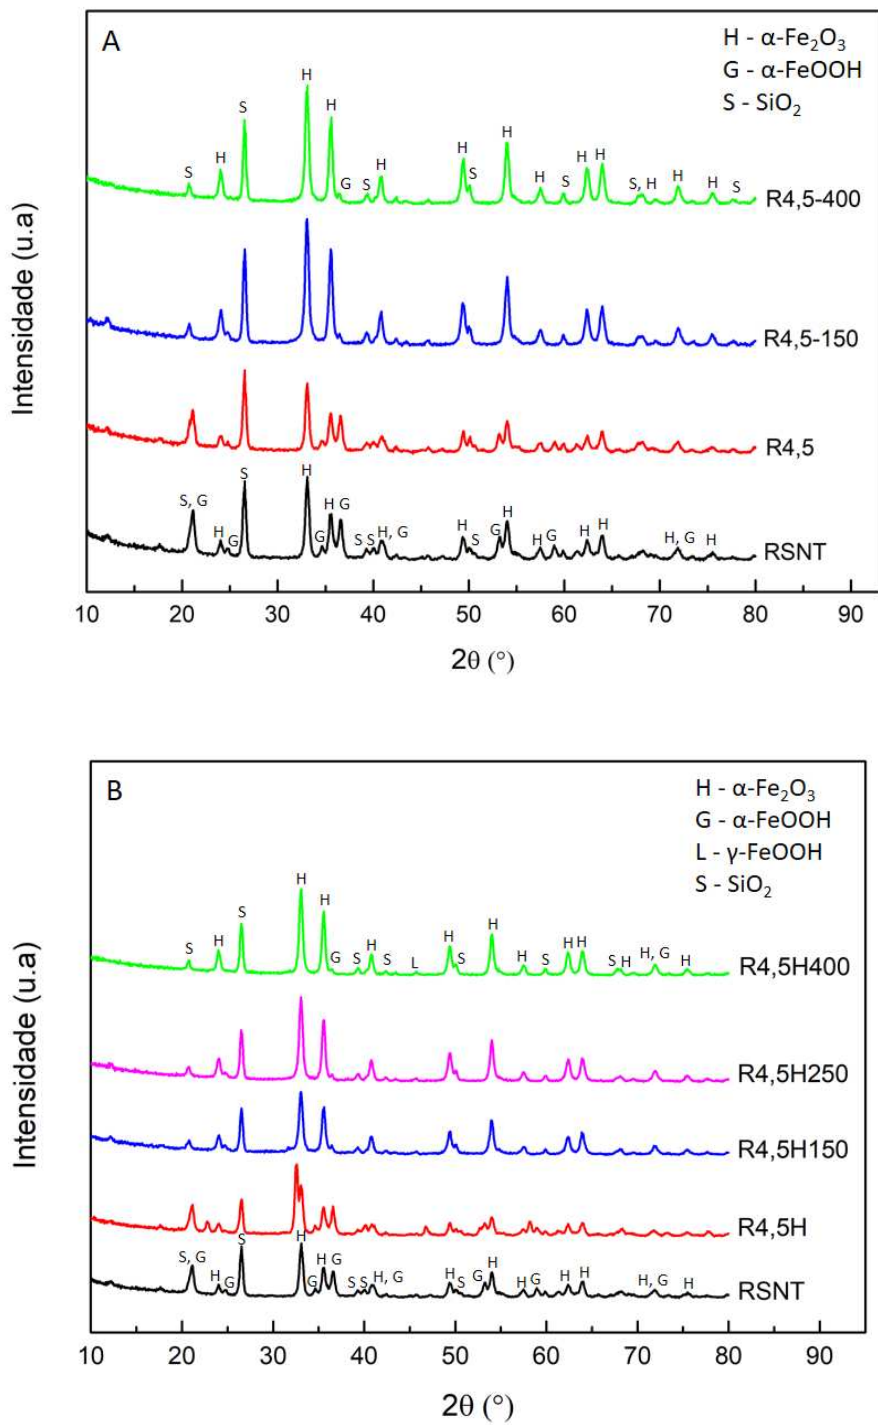 A
H - α-Fe₂O₃
G - α-FeOOH
S - SiO₂
Intensidade (u.a)
S H S H H G S H H S H H S H H S, H H H S
R4,5-400
R4,5-150
R4,5
S, G H G S H G H G S S H, G H S G H H G H H H, G H
RSNT
10 20 30 40 50 60 70 80 90
2θ (°)
B
H - α-Fe₂O₃
G - α-FeOOH
L - γ-FeOOH
S - SiO₂
Intensidade (u.a)
S H S H H G S H S L H S H H S H H S H H, G H
R4,5H400
R4,5H250
R4,5H150
R4,5H
S, G H G S H G H G S S H, G H S G H H G H H H, G H
RSNT
10 20 30 40 50 60 70 80 90
2θ (°)